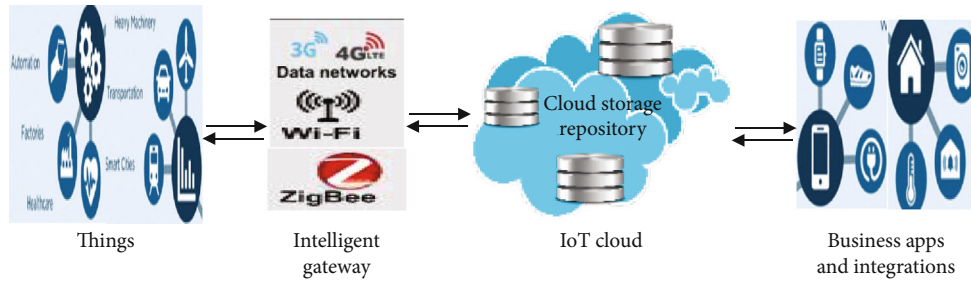 Heavy Machinery
Automation
Transportation
Factories
Smart Cities
Healthcare
3G 4G LTE
Data networks
Wi-Fi
ZigBee
Cloud storage
repository
Things
Intelligent
gateway
IoT cloud
Business apps
and integrations